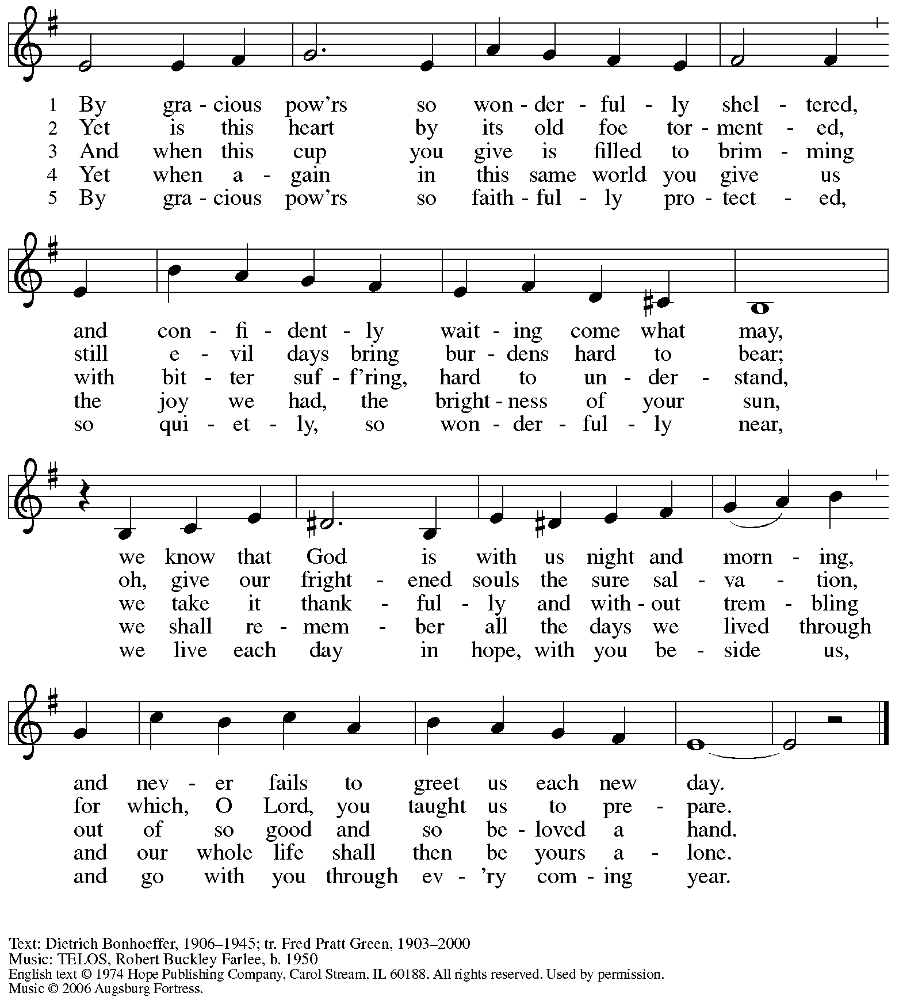 1 By gra - cious pow'rs so won - der - ful - ly shel - tered,
2 Yet is this heart by its old foe tor - ment - ed,
3 And when this cup you give is filled to brim - ming
4 Yet when a - gain in this same world you give us
5 By gra - cious pow'rs so faith - ful - ly pro - tect - ed,
and con - fi - dent - ly wait - ing come what may,
still e - vil days bring bur - dens hard to bear;
with bit - ter suf - f'ring, hard to un - der - stand,
the joy we had, the bright - ness of your sun,
so qui - et - ly, so won - der - ful - ly near,
we know that God is with us night and morn - ing,
oh, give our fright - ened souls the sure sal - va - tion,
we take it thank - ful - ly and with - out trem - bling
we shall re - mem - ber all the days we lived through
we live each day in hope, with you be - side us,
and nev - er fails to greet us each new day.
for which, O Lord, you taught us to pre - pare.
out of so good and so be - loved a hand.
and our whole life shall then be yours a - lone.
and go with you through ev - 'ry com - ing year.
Text: Dietrich Bonhoeffer, 1906–1945; tr. Fred Pratt Green, 1903–2000
Music: TELOS, Robert Buckley Farlee, b. 1950
English text © 1974 Hope Publishing Company, Carol Stream, IL 60188. All rights reserved. Used by permission.
Music © 2006 Augsburg Fortress.